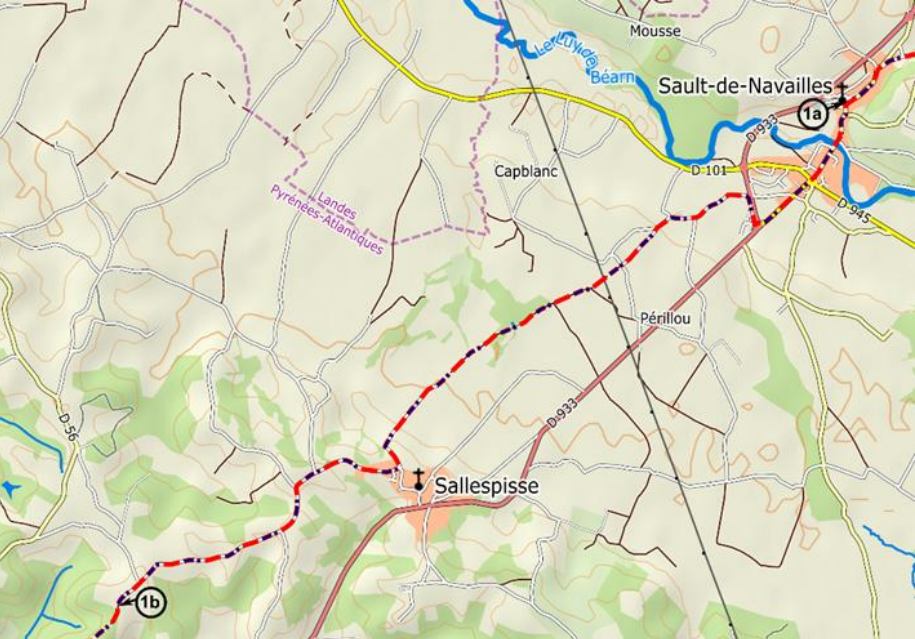 Mousse
Le Luy de
Béarn
Sault-de-Navailles
1a
D 933
D 101
Capblanc
D 945
Landes
Pyrénées-Atlantiques
Périllou
D 933
D 56
Sallespisse
1b